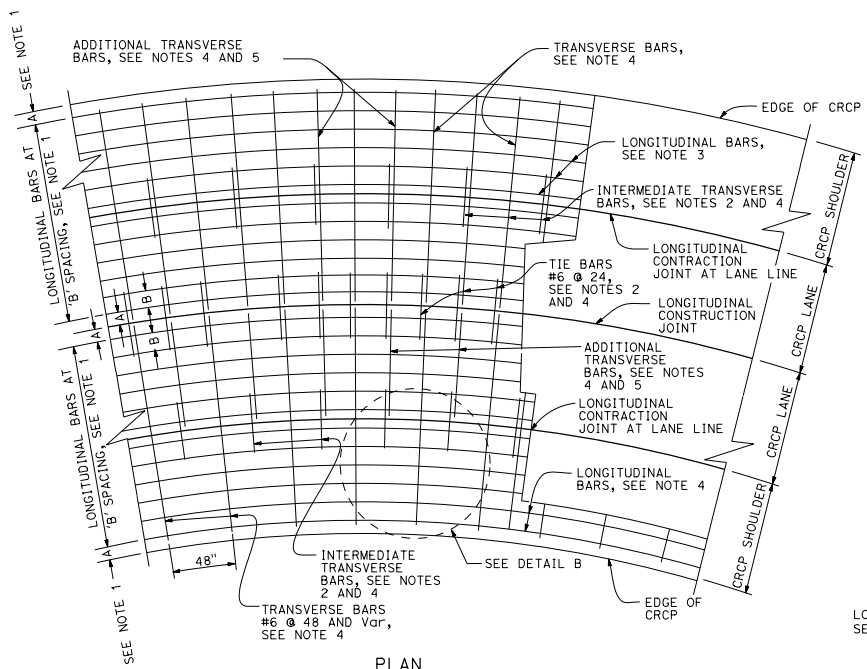 ADDITIONAL TRANSVERSE
BARS, SEE NOTES 4 AND 5
TRANSVERSE BARS,
SEE NOTE 4
SEE NOTE 1
A
EDGE OF CRCP
LONGITUDINAL BARS,
SEE NOTE 3
INTERMEDIATE TRANSVERSE
BARS, SEE NOTES 2 AND 4
LONGITUDINAL BARS AT
'B' SPACING, SEE NOTE 1
CRCP SHOULDER
LONGITUDINAL
CONTRACTION
JOINT AT LANE LINE
TIE BARS
#6 @ 24,
SEE NOTES 2
AND 4
LONGITUDINAL
CONSTRUCTION
JOINT
B
A
B
A
CRCP LANE
ADDITIONAL
TRANSVERSE
BARS, SEE NOTES
4 AND 5
LONGITUDINAL
CONTRACTION
JOINT AT LANE LINE
LONGITUDINAL BARS AT
'B' SPACING, SEE NOTE 1
CRCP LANE
LONGITUDINAL
BARS, SEE NOTE 4
CRCP SHOULDER
A
SEE NOTE 1
48"
INTERMEDIATE
TRANSVERSE
BARS, SEE NOTES
2 AND 4
SEE DETAIL B
EDGE OF
CRCP
TRANSVERSE BARS
#6 @ 48 AND Var,
SEE NOTE 4
LO
SE
PLAN